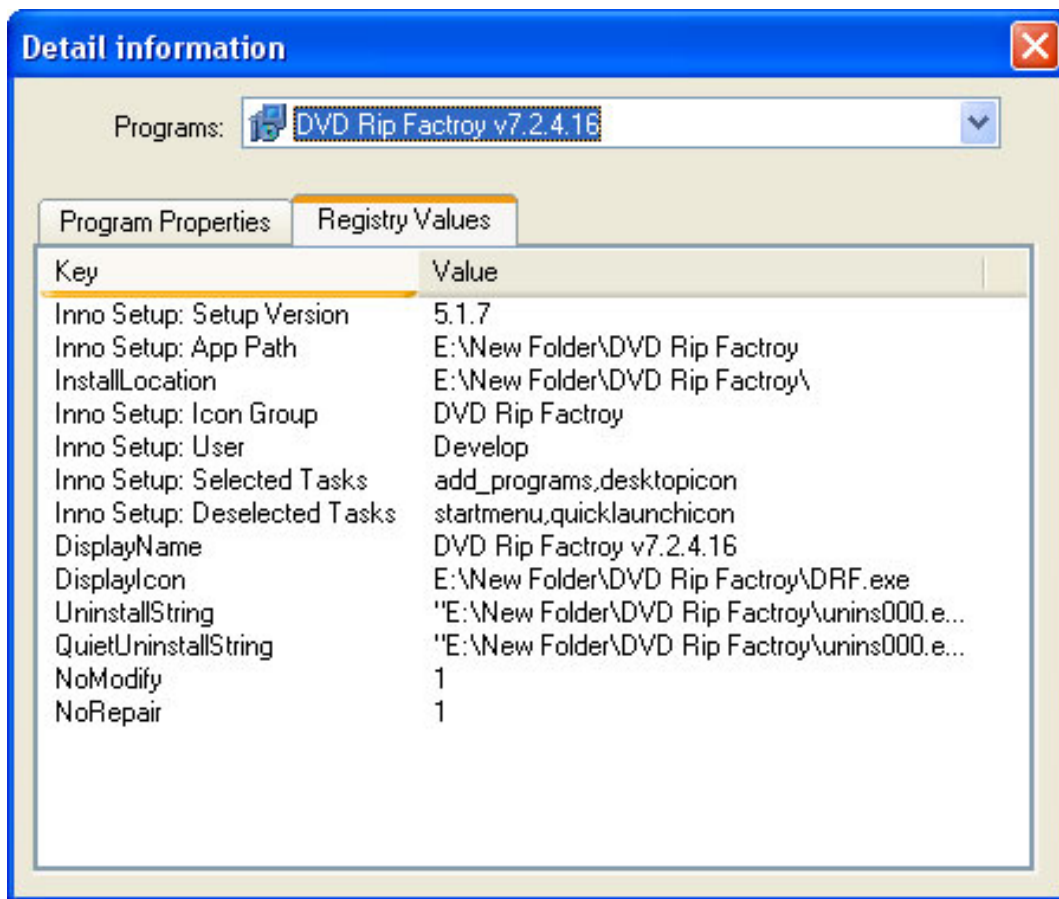 Detail information
Programs: DVD Rip Factroy v7.2.4.16
Program Properties Registry Values
Key Value
Inno Setup: Setup Version 5.1.7
Inno Setup: App Path E:\New Folder\DVD Rip Factroy
InstallLocation E:\New Folder\DVD Rip Factroy\
Inno Setup: Icon Group DVD Rip Factroy
Inno Setup: User Develop
Inno Setup: Selected Tasks add_programs,desktopicon
Inno Setup: Deselected Tasks startmenu,quicklaunchicon
DisplayName DVD Rip Factroy v7.2.4.16
DisplayIcon E:\New Folder\DVD Rip Factroy\DRF.exe
UninstallString "E:\New Folder\DVD Rip Factroy\unins000.e...
QuietUninstallString "E:\New Folder\DVD Rip Factroy\unins000.e...
NoModify 1
NoRepair 1